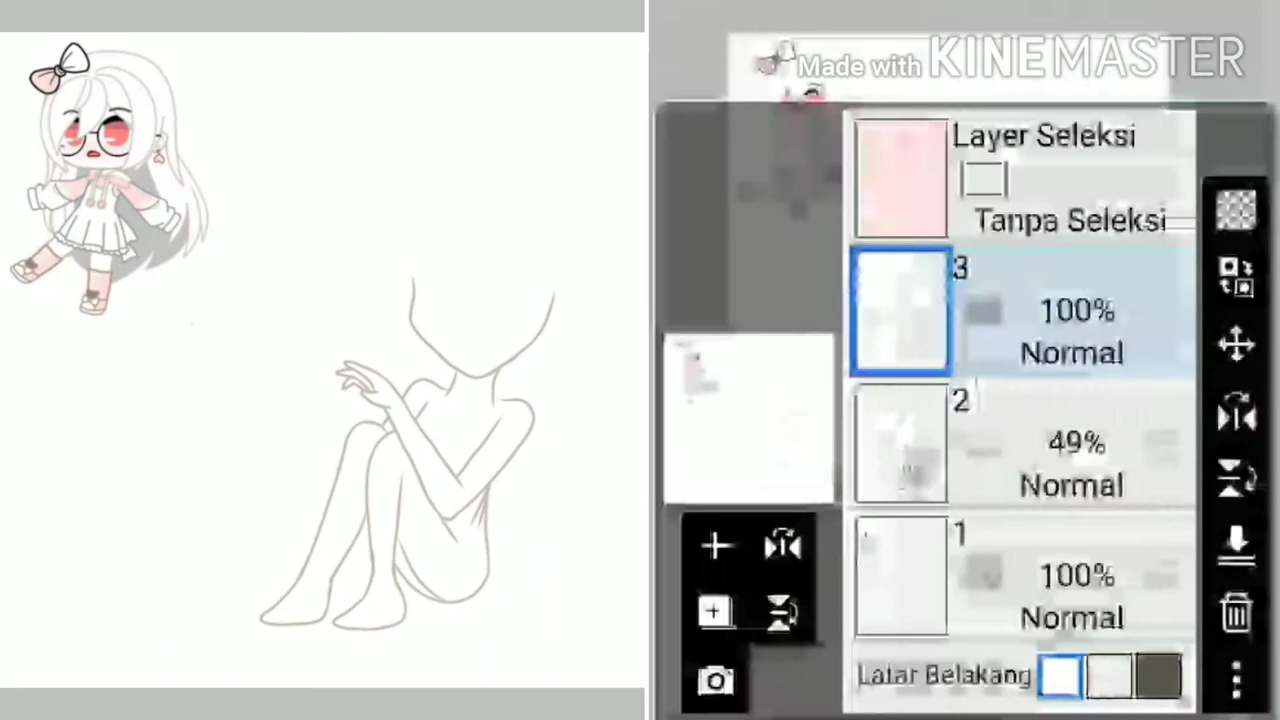 Made with KINEMASTER
Layer Seleksi
Tanpa Seleksi
3
100%
Normal
2
49%
Normal
1
100%
Normal
Latar Belakang